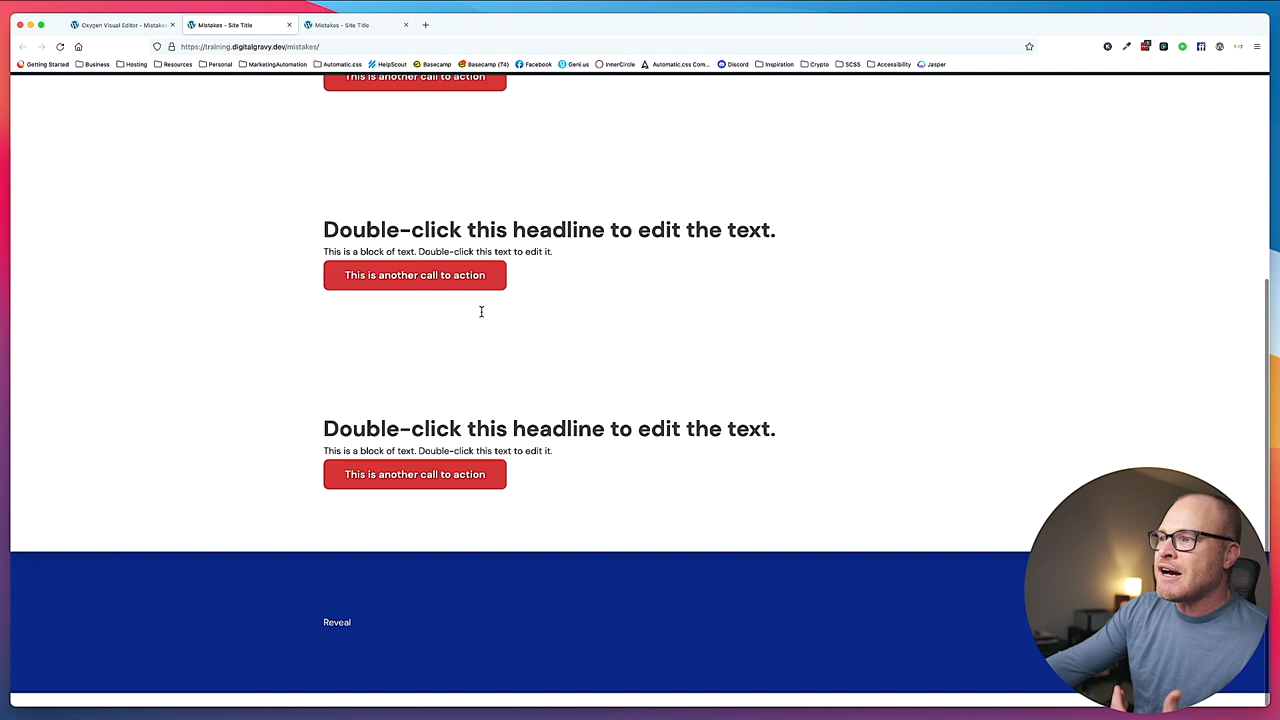 Oxygen Visual Editor - Mistakes
Mistakes - Site Title
Mistakes - Site Title
https://training.digitalgravy.dev/mistakes/
Getting Started
Business
Hosting
Resources
Personal
MarketingAutomation
Automatic.css
HelpScout
Basecamp
Basecamp (T4)
Facebook
Geni.us
InnerCircle
Automatic.css Com...
Discord
Inspiration
Crypto
SCSS
Accessibility
Jasper
This is another call to action
Double-click this headline to edit the text.
This is a block of text. Double-click this text to edit it.
This is another call to action
Double-click this headline to edit the text.
This is a block of text. Double-click this text to edit it.
This is another call to action
Reveal